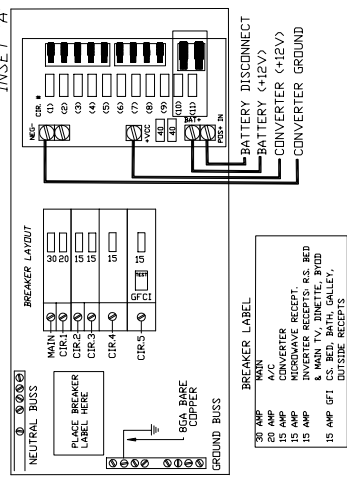 INSET A
CIR. #
(1)
(2)
(3)
(4)
(5)
(6)
(7)
(8)
(9)
(10)
(11)
NEG-
+VCC
40
40
BAT+
POS+ IN
BATTERY DISCONNECT
BATTERY (+12V)
CONVERTER (+12V)
CONVERTER GROUND
BREAKER LAYOUT
30 20 15 15 15 15
TEST
GFCI
MAIN
CIR.1
CIR.2
CIR.3
CIR.4
CIR.5
NEUTRAL BUSS
PLACE BREAKER
LABEL HERE
8GA BARE
COPPER
GROUND BUSS
BREAKER LABEL
30 AMP MAIN
20 AMP A/C
15 AMP CONVERTER
15 AMP MICROWAVE RECEPT.
15 AMP INVERTER RECEPTS: R.S. BED
& MAIN TV, DINETTE, BYOD
15 AMP GFI CS. BED, BATH, GALLEY,
OUTSIDE RECEPTS